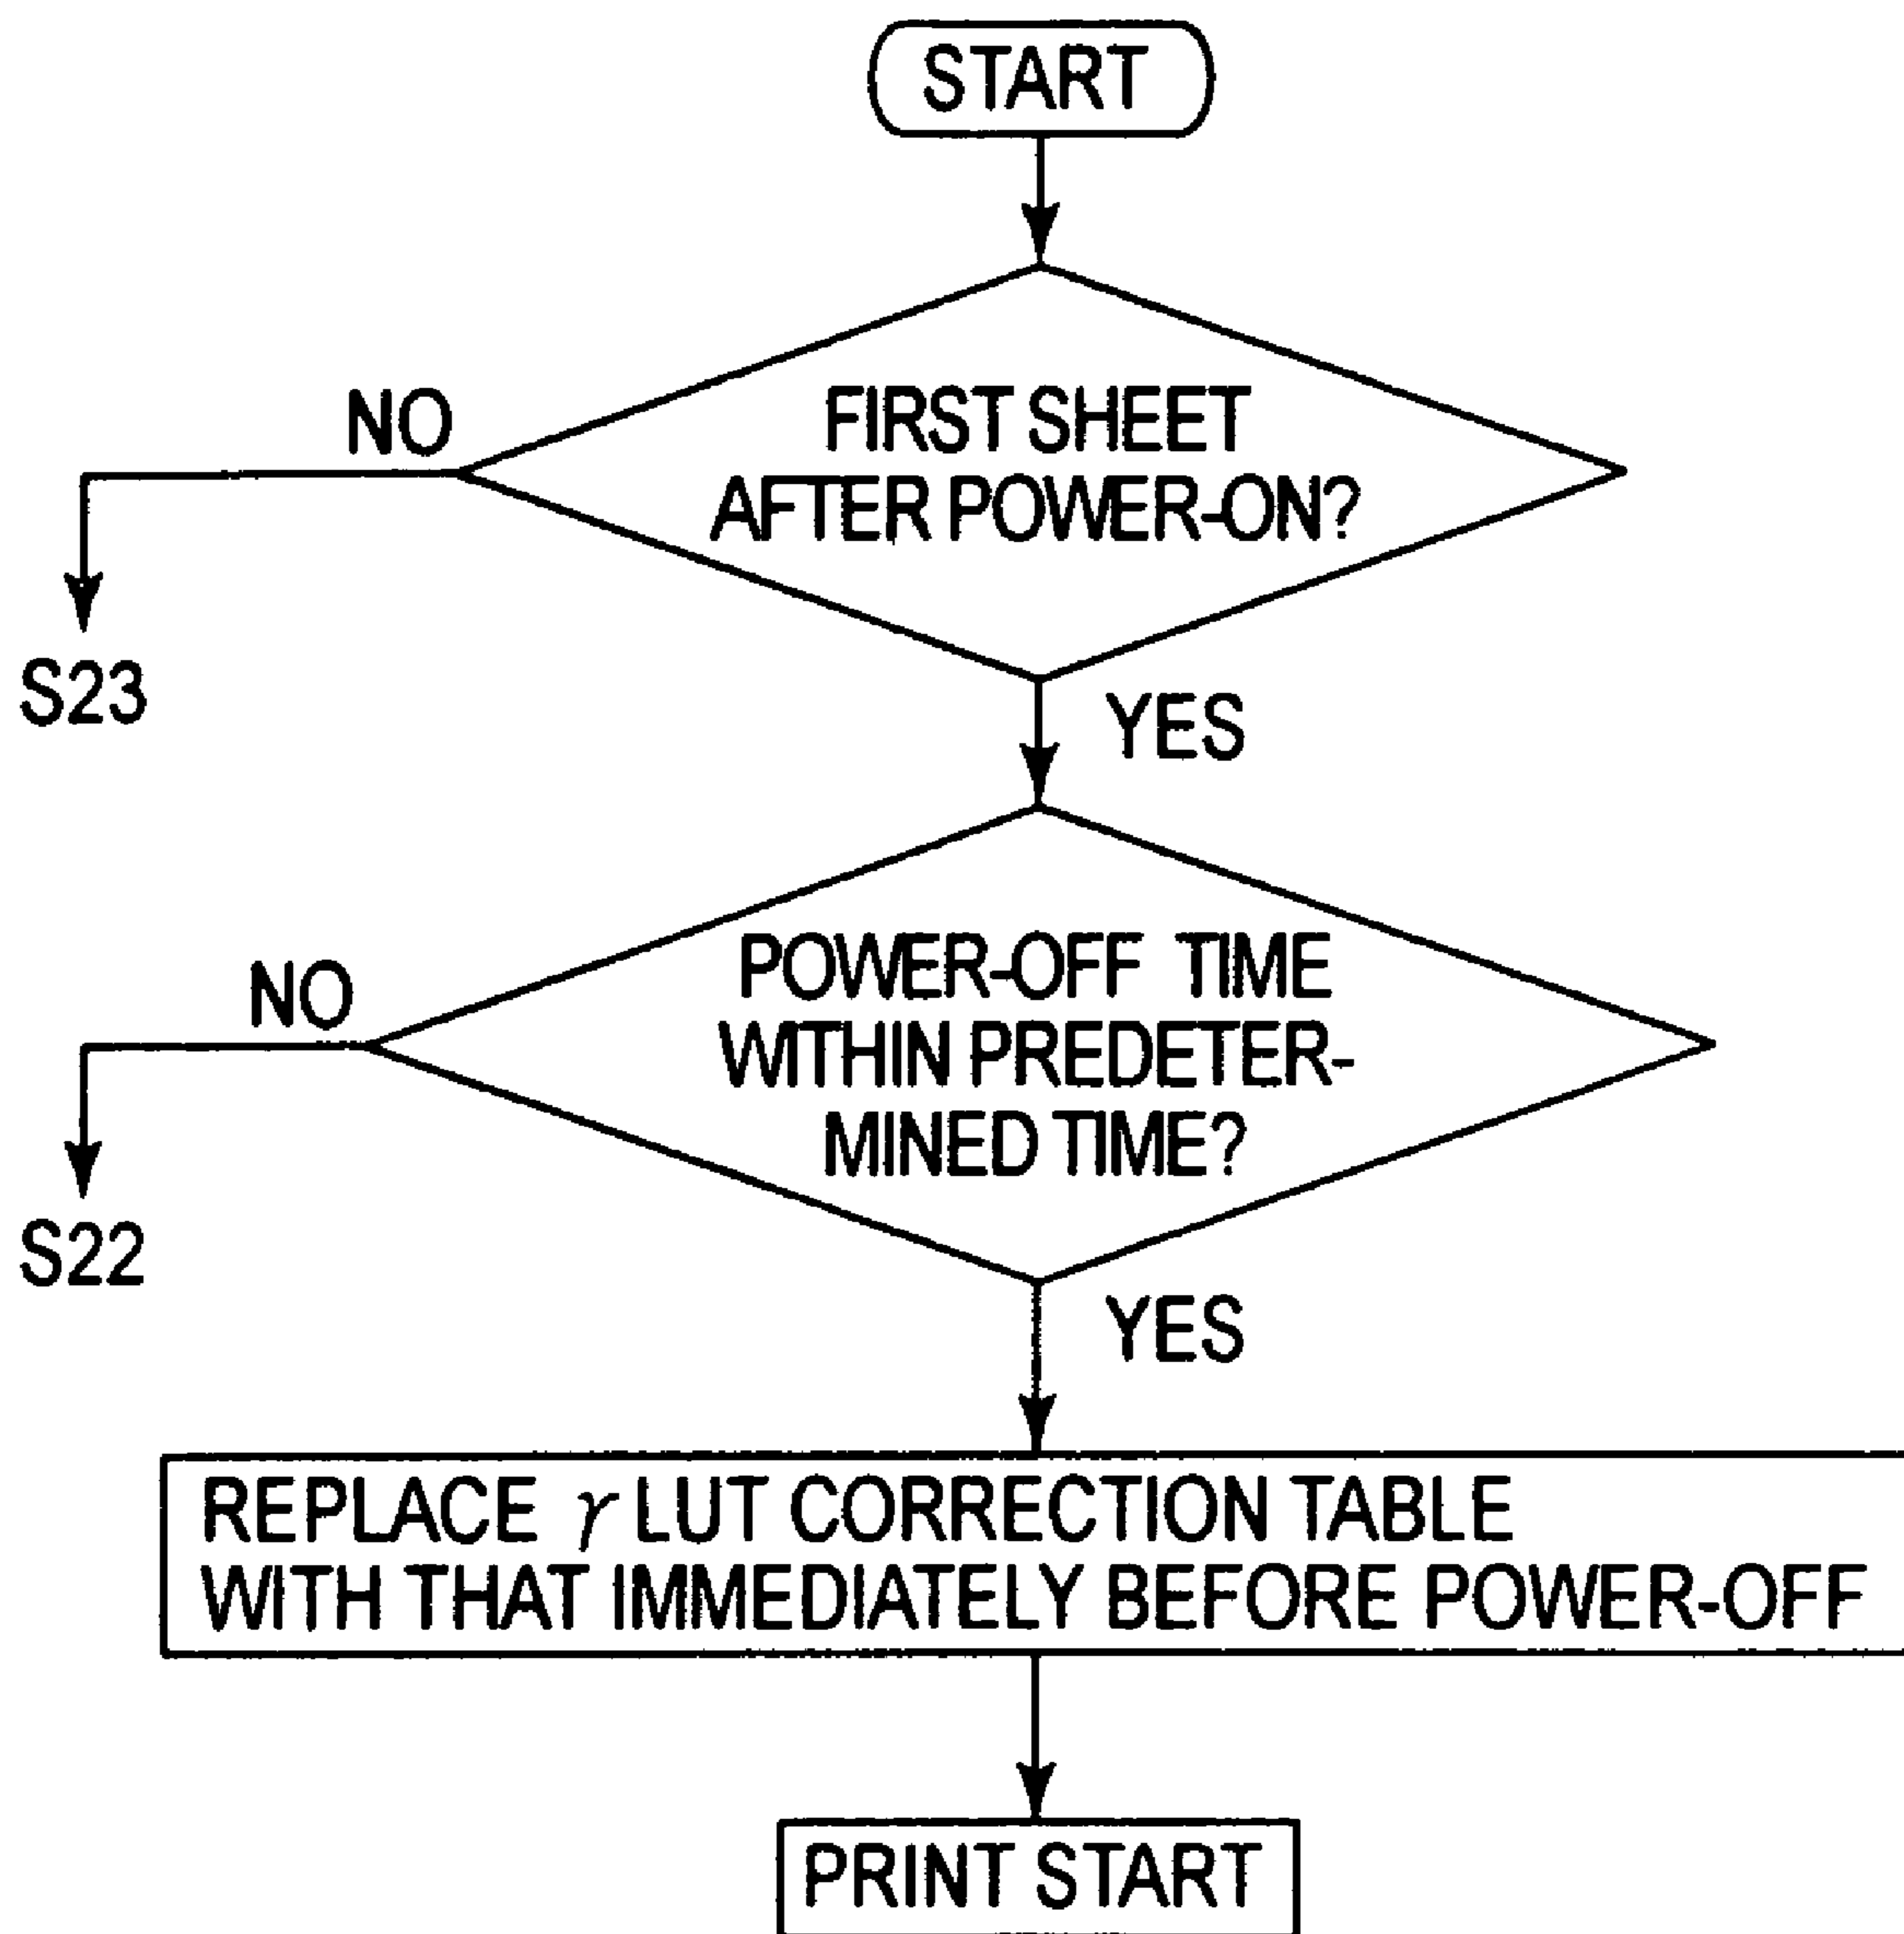 START
FIRST SHEET
AFTER POWER-ON?
NO
S23
YES
POWER-OFF TIME
WITHIN PREDETER-
MINED TIME?
NO
S22
YES
REPLACE γ LUT CORRECTION TABLE
WITH THAT IMMEDIATELY BEFORE POWER-OFF
PRINT START